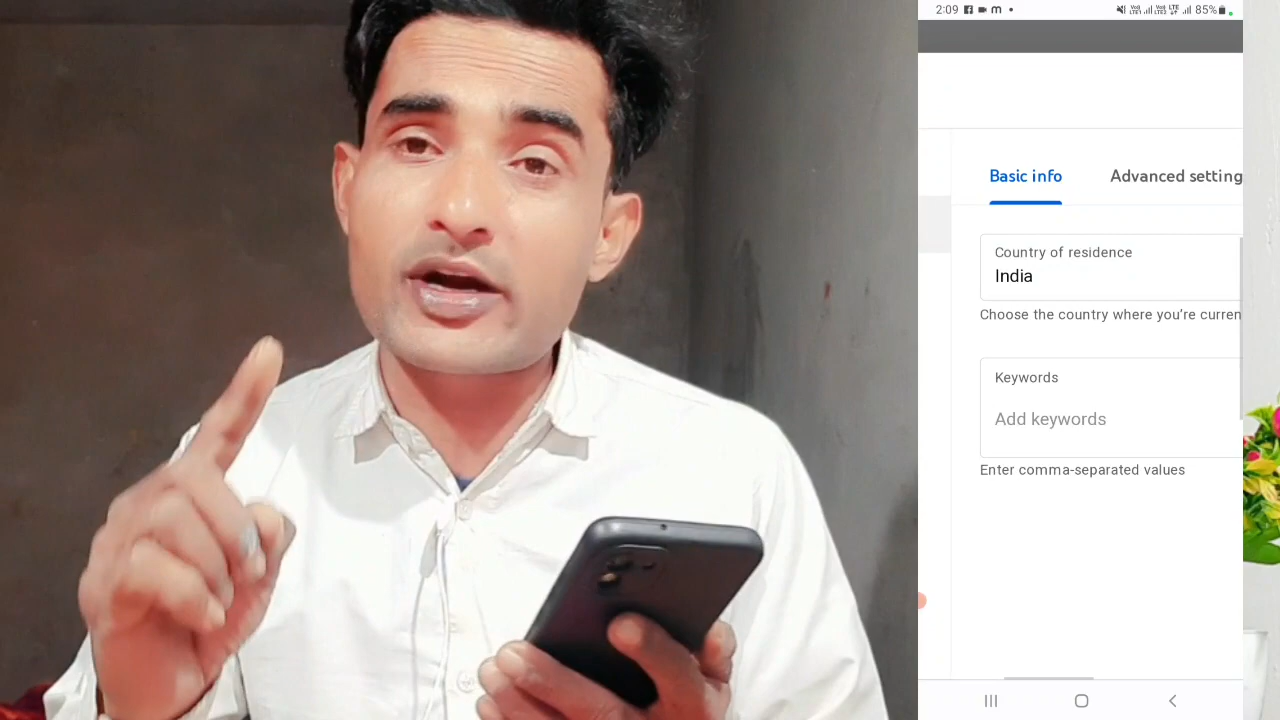 2:09
85%
Basic info
Advanced setting
Country of residence
India
Choose the country where you're curren
Keywords
Add keywords
Enter comma-separated values